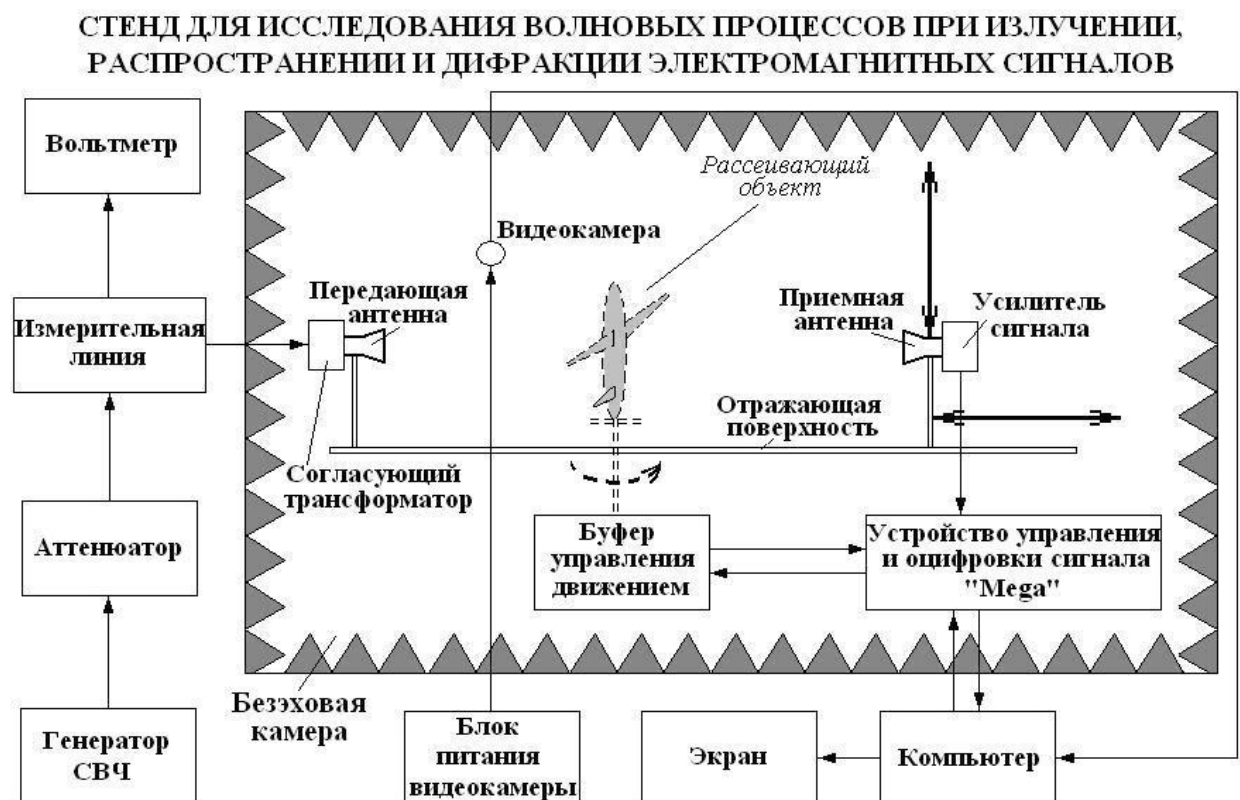 СТЕНД ДЛЯ ИССЛЕДОВАНИЯ ВОЛНОВЫХ ПРОЦЕССОВ ПРИ ИЗЛУЧЕНИИ,
РАСПРОСТРАНЕНИИ И ДИФРАКЦИИ ЭЛЕКТРОМАГНИТНЫХ СИГНАЛОВ
Вольтметр
Рассеивающий
объект
Видеокамера
Передающая
антенна
Приемная
антенна
Усилитель
сигнала
Измерительная
линия
Отражающая
поверхность
Согласующий
трансформатор
Аттенюатор
Буфер
управления
движением
Устройство управления
и оцифровки сигнала
"Mega"
Безэховая
камера
Генератор
СВЧ
Блок
питания
видеокамеры
Экран
Компьютер